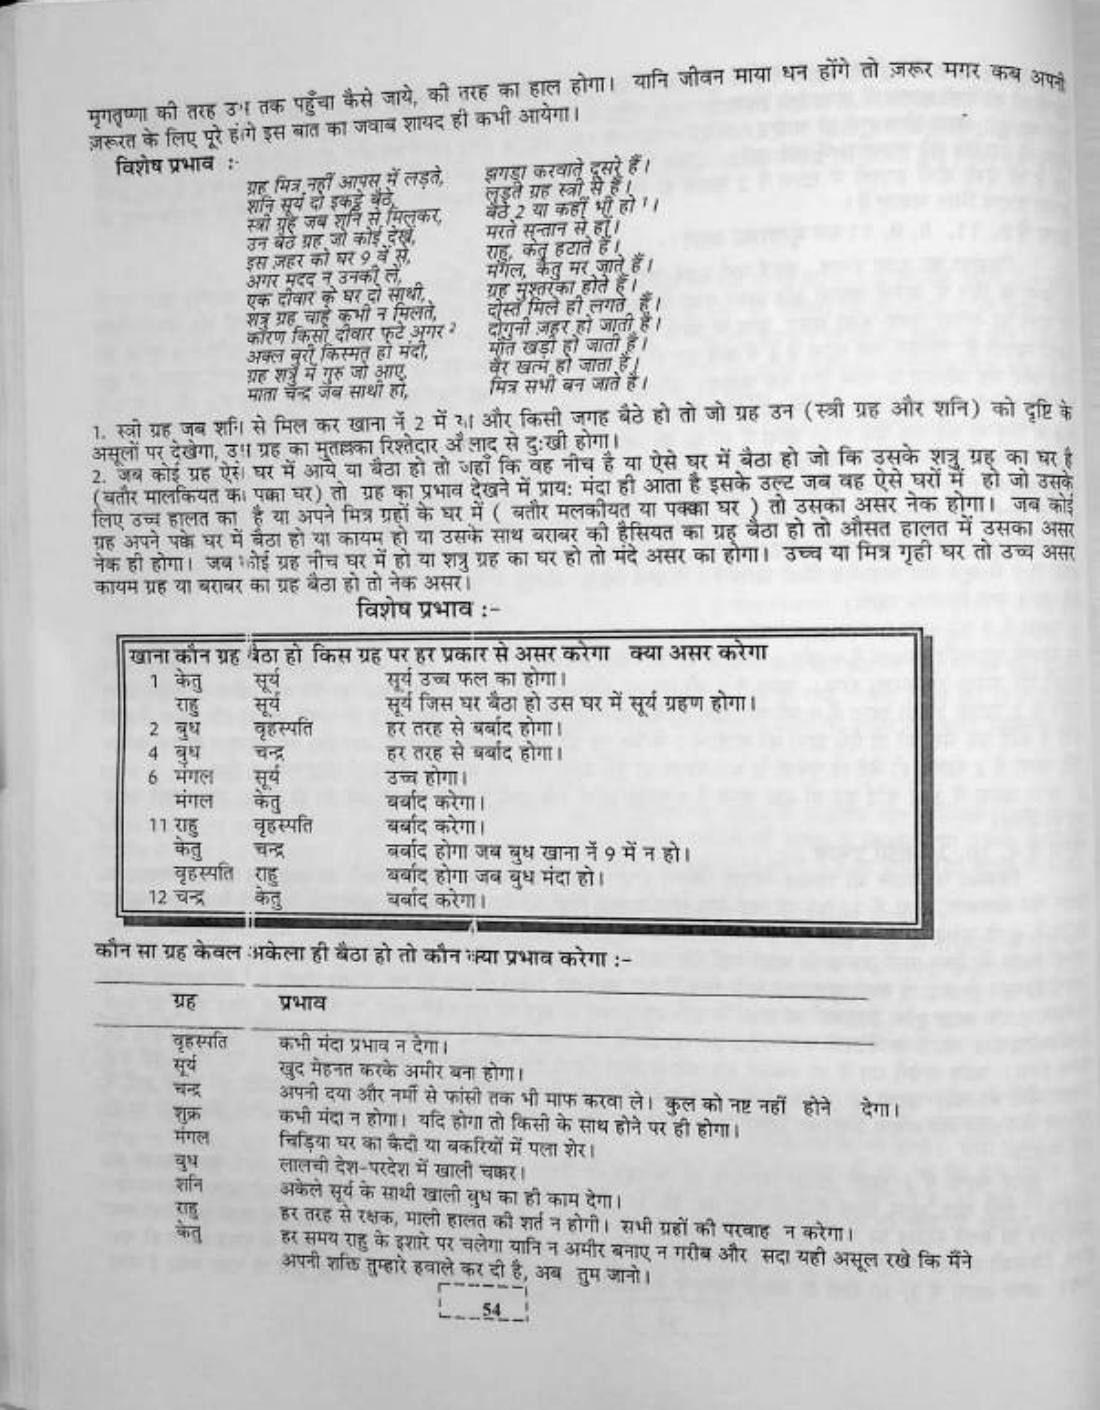 मृगतृष्णा की तरह उस तक पहुँचा कैसे जाये, की तरह का हाल होगा। यानि जीवन माया धन होंगे तो ज़रूर मगर कब अपनी
ज़रूरत के लिए पूरे होंगे इस बात का जवाब शायद ही कभी आयेगा।
विशेष प्रभाव :-
ग्रह मित्र नहीं आपस में लड़ते, झगड़ा करवाते दूसरे हैं।
शनि सूर्य दो इकट्ठे बैठे, लड़ते ग्रह स्त्री से हैं।
स्त्री ग्रह जब शनि से मिलकर, बैठे 2 या कहीं भी हो ¹।
उन बैठे ग्रह जो कोई देखे, मरते सन्तान से हों।
इस ज़हर को घर 9 वें से, राहु, केतु हटाते हैं।
अगर मदद न उनकी लें, मंगल, केतु मर जाते हैं।
एक दीवार के घर दो साथी, ग्रह मुश्तरका होते हैं।
शत्रु ग्रह चाहे कभी न मिलते, दोस्त मिले ही लगते हैं।
कारण किसी दीवार फटे अगर ² दोगुनी ज़हर हो जाती है।
अक्ल बुरी किस्मत हो मंदी, मौत खड़ी हो जाती है।
ग्रह शत्रु में गुरु जो आए, वैर खत्म हो जाता है।
माता चन्द्र जब साथी हो, मित्र सभी बन जाते हैं।
1. स्त्री ग्रह जब शनि से मिल कर खाना नें 2 में या और किसी जगह बैठे हो तो जो ग्रह उन (स्त्री ग्रह और शनि) को दृष्टि के
असूलों पर देखेगा, उस ग्रह का मुतल्लका रिश्तेदार औलाद से दुःखी होगा।
2. जब कोई ग्रह ऐसे घर में आये या बैठा हो तो जहाँ कि वह नीच है या ऐसे घर में बैठा हो जो कि उसके शत्रु ग्रह का घर है
(बतौर मालकियत का पक्का घर) तो ग्रह का प्रभाव देखने में प्रायः मंदा ही आता है इसके उल्ट जब वह ऐसे घरों में हो जो उसके
लिए उच्च हालत का है या अपने मित्र ग्रहों के घर में ( बतौर मलकीयत या पक्का घर ) तो उसका असर नेक होगा। जब कोई
ग्रह अपने पक्के घर में बैठा हो या कायम हो या उसके साथ बराबर की हैसियत का ग्रह बैठा हो तो औसत हालत में उसका असर
नेक ही होगा। जब कोई ग्रह नीच घर में हो या शत्रु ग्रह का घर हो तो मंदे असर का होगा। उच्च या मित्र गृही घर तो उच्च असर
कायम ग्रह या बराबर का ग्रह बैठा हो तो नेक असर।
विशेष प्रभाव :-
खाना कौन ग्रह बैठा हो किस ग्रह पर हर प्रकार से असर करेगा क्या असर करेगा
1 केतु सूर्य सूर्य उच्च फल का होगा।
राहु सूर्य सूर्य जिस घर बैठा हो उस घर में सूर्य ग्रहण होगा।
2 बुध वृहस्पति हर तरह से बर्बाद होगा।
4 बुध चन्द्र हर तरह से बर्बाद होगा।
6 मंगल सूर्य उच्च होगा।
मंगल केतु बर्बाद करेगा।
11 राहु वृहस्पति बर्बाद करेगा।
केतु चन्द्र बर्बाद होगा जब बुध खाना नें 9 में न हो।
वृहस्पति राहु बर्बाद होगा जब बुध मंदा हो।
12 चन्द्र केतु बर्बाद करेगा।
कौन सा ग्रह केवल अकेला ही बैठा हो तो कौन क्या प्रभाव करेगा :-
ग्रह प्रभाव
वृहस्पति कभी मंदा प्रभाव न देगा।
सूर्य खुद मेहनत करके अमीर बना होगा।
चन्द्र अपनी दया और नर्मी से फांसी तक भी माफ करवा ले। कुल को नष्ट नहीं होने देगा।
शुक्र कभी मंदा न होगा। यदि होगा तो किसी के साथ होने पर ही होगा।
मंगल चिड़िया घर का कैदी या बकरियों में पला शेर।
बुध लालची देश-परदेश में खाली चक्कर।
शनि अकेले सूर्य के साथी खाली बुध का ही काम देगा।
राहु हर तरह से रक्षक, माली हालत की शर्त न होगी। सभी ग्रहों की परवाह न करेगा।
केतु हर समय राहु के इशारे पर चलेगा यानि न अमीर बनाए न गरीब और सदा यही असूल रखे कि मैंने
अपनी शक्ति तुम्हारे हवाले कर दी है, अब तुम जानो।
54